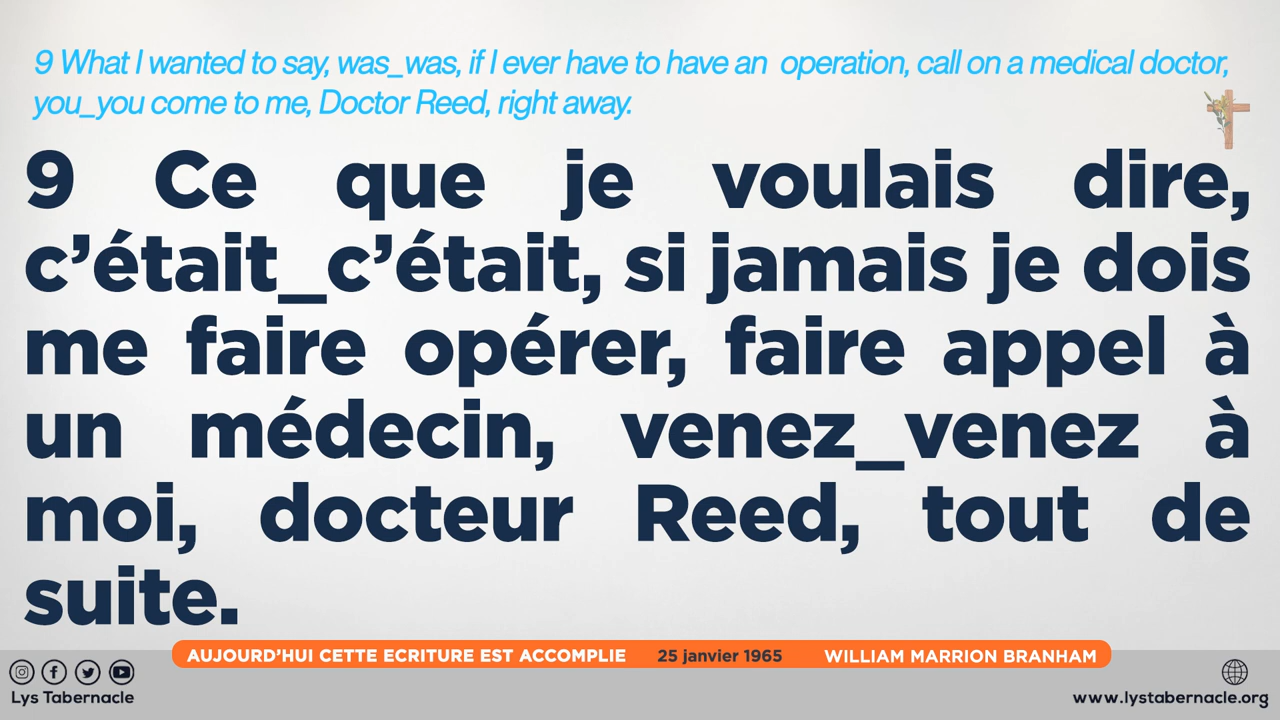 9 What I wanted to say, was_was, if I ever have to have an operation, call on a medical doctor,
you_you come to me, Doctor Reed, right away.
9 Ce que je voulais dire,
c’était_c’était, si jamais je dois
me faire opérer, faire appel à
un médecin, venez_venez à
moi, docteur Reed, tout de
suite.
AUJOURD’HUI CETTE ECRITURE EST ACCOMPLIE 25 janvier 1965 WILLIAM MARRION BRANHAM
Lys Tabernacle
www.lystabernacle.org